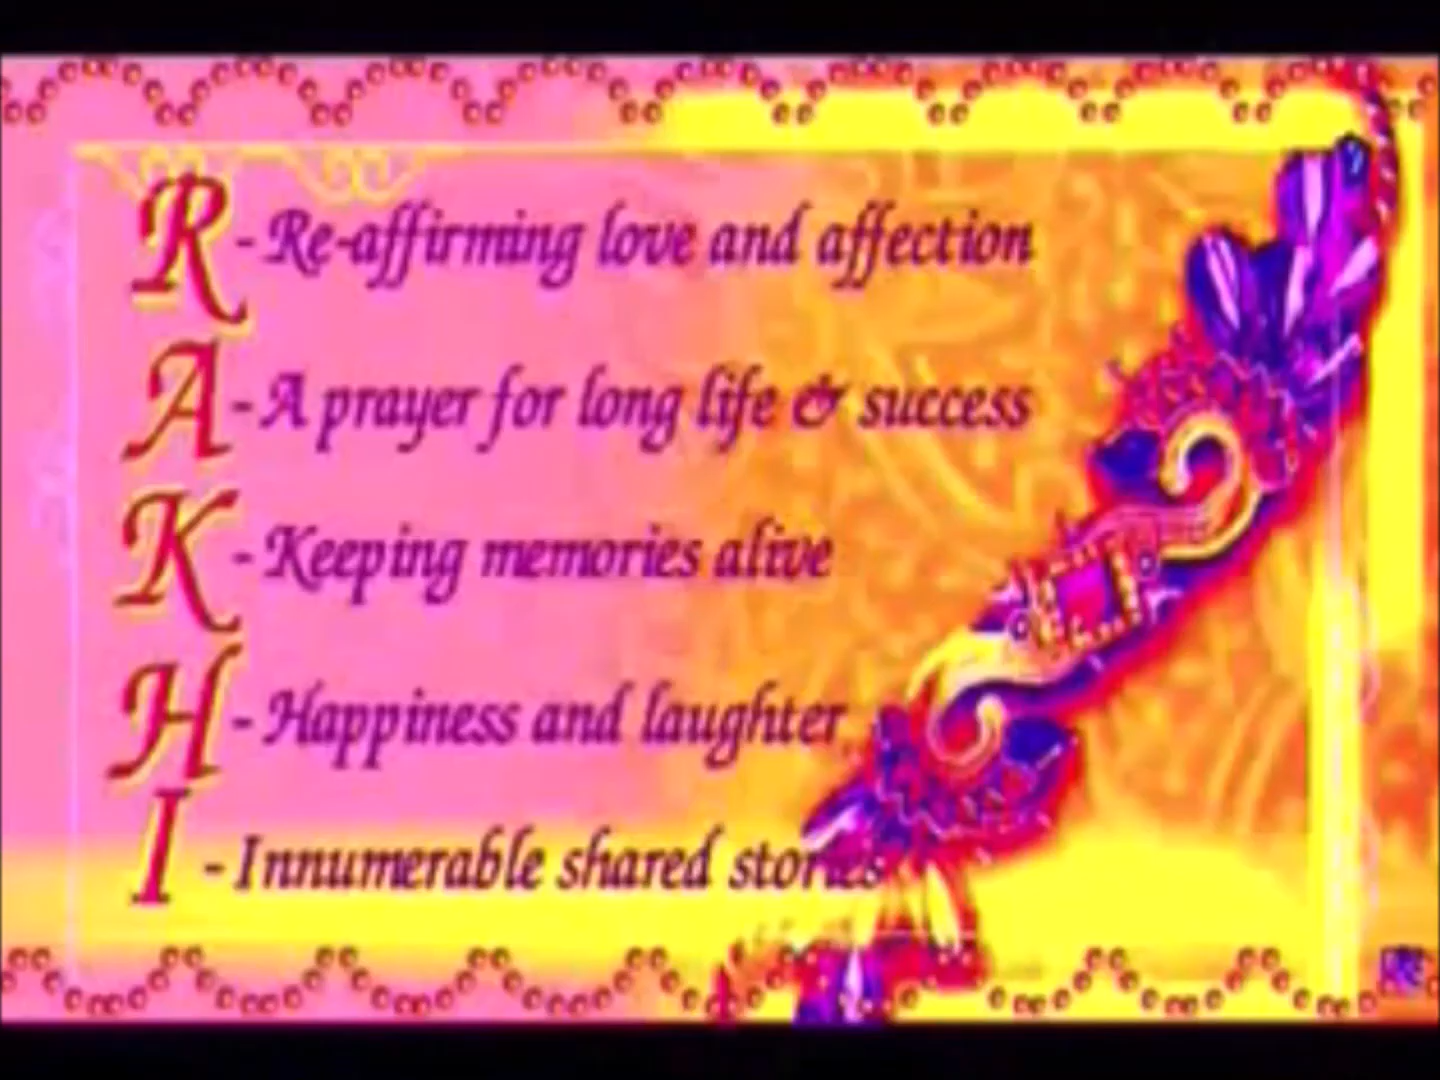 R - Re-affirming love and affection
A - A prayer for long life & success
K - Keeping memories alive
H - Happiness and laughter
I - Innumerable shared stories